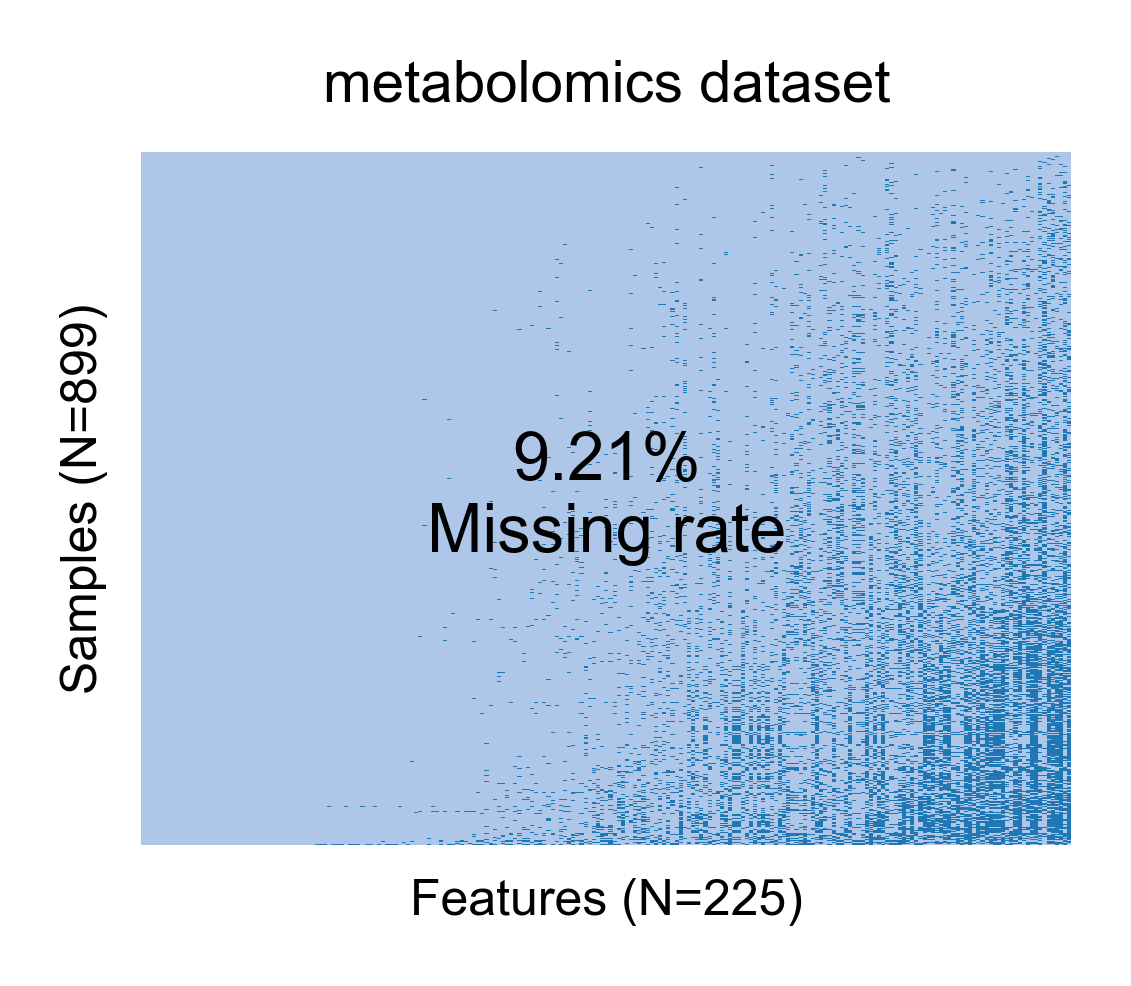 metabolomics dataset
Samples (N=899)
9.21%
Missing rate
Features (N=225)